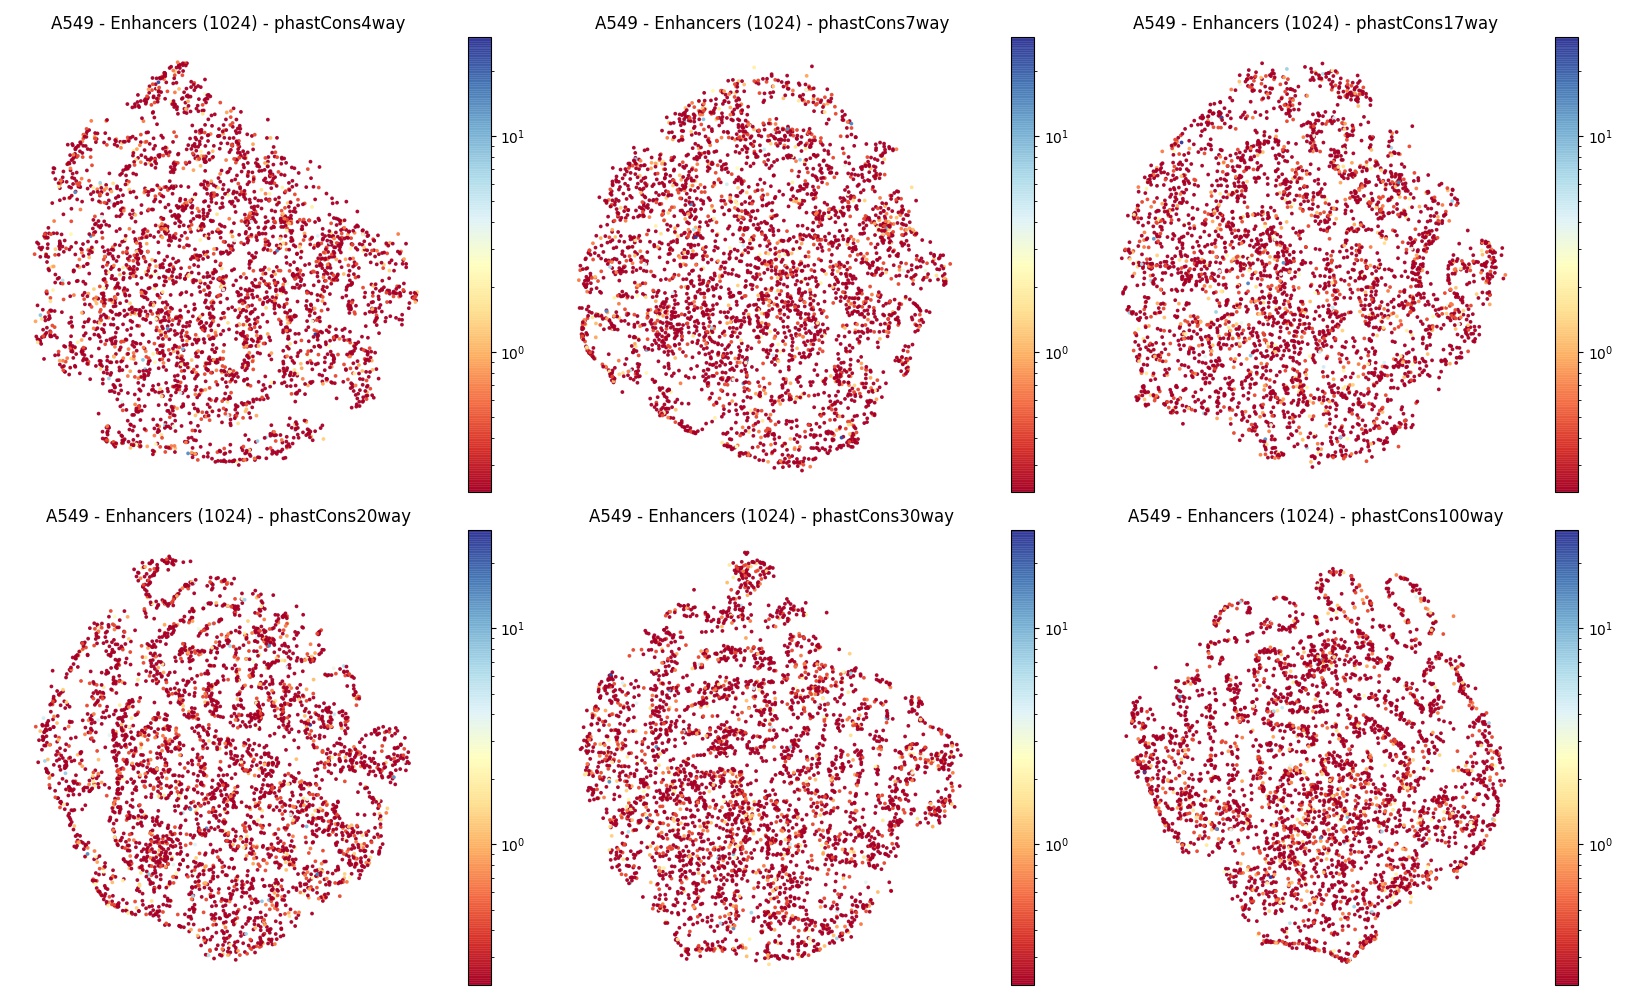 A549 - Enhancers (1024) - phastCons4way
A549 - Enhancers (1024) - phastCons7way
A549 - Enhancers (1024) - phastCons17way
10¹
10⁰
10¹
10⁰
10¹
10⁰
A549 - Enhancers (1024) - phastCons20way
A549 - Enhancers (1024) - phastCons30way
A549 - Enhancers (1024) - phastCons100way
10¹
10⁰
10¹
10⁰
10¹
10⁰